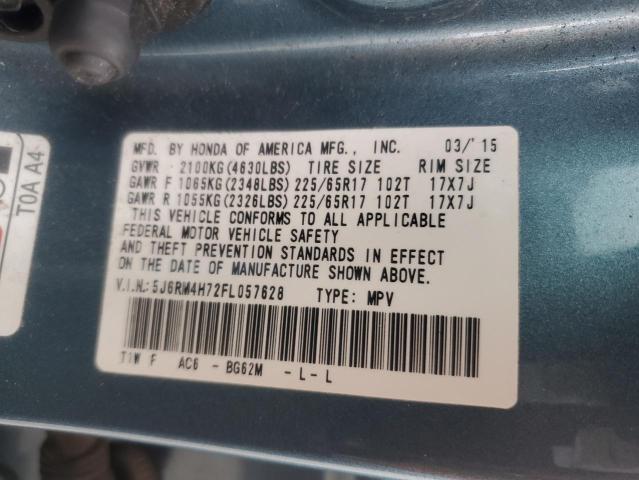 MFD. BY HONDA OF AMERICA MFG., INC. 03/'15
GVWR 2100KG(4630LBS) TIRE SIZE RIM SIZE
GAWR F 1065KG(2348LBS) 225/65R17 102T 17X7J
GAWR R 1055KG(2326LBS) 225/65R17 102T 17X7J
THIS VEHICLE CONFORMS TO ALL APPLICABLE
FEDERAL MOTOR VEHICLE SAFETY
AND THEFT PREVENTION STANDARDS IN EFFECT
ON THE DATE OF MANUFACTURE SHOWN ABOVE.
V.I.N.:5J6RM4H72FL057628 TYPE: MPV
T1W F AC6 - BG62M - L - L
T0A A4